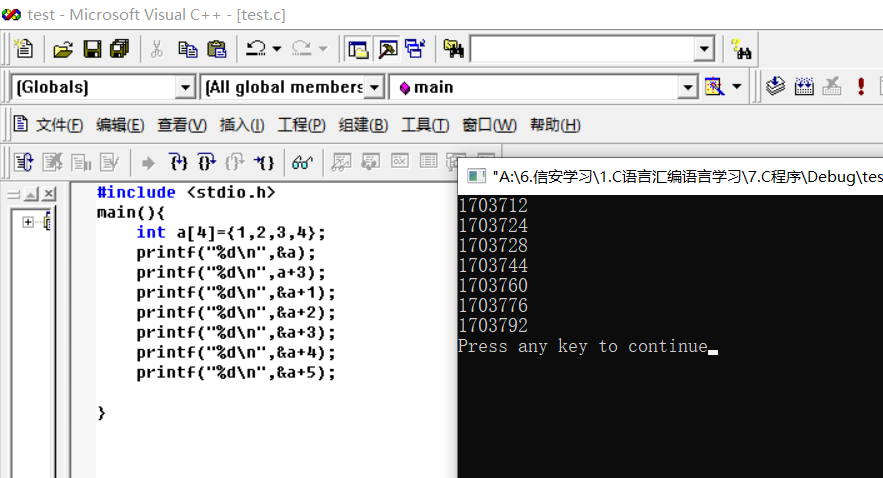 test - Microsoft Visual C++ - [test.c]
(Globals) (All global members main
文件(F) 编辑(E) 查看(V) 插入(I) 工程(P) 组建(B) 工具(T) 窗口(W) 帮助(H)
#include <stdio.h>
main(){
int a[4]={1,2,3,4};
printf("%d\n",&a);
printf("%d\n",a+3);
printf("%d\n",&a+1);
printf("%d\n",&a+2);
printf("%d\n",&a+3);
printf("%d\n",&a+4);
printf("%d\n",&a+5);
}
"A:\6.信安学习\1.C语言汇编语言学习\7.C程序\Debug\tes
1703712
1703724
1703728
1703744
1703760
1703776
1703792
Press any key to continue